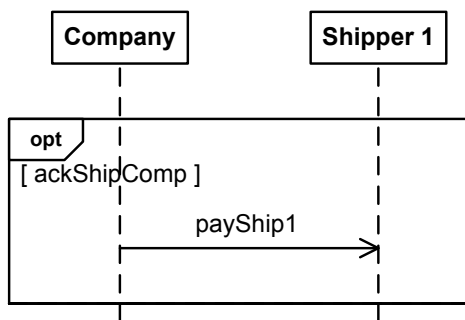 Company
Shipper 1
opt
[ ackShipComp ]
payShip1